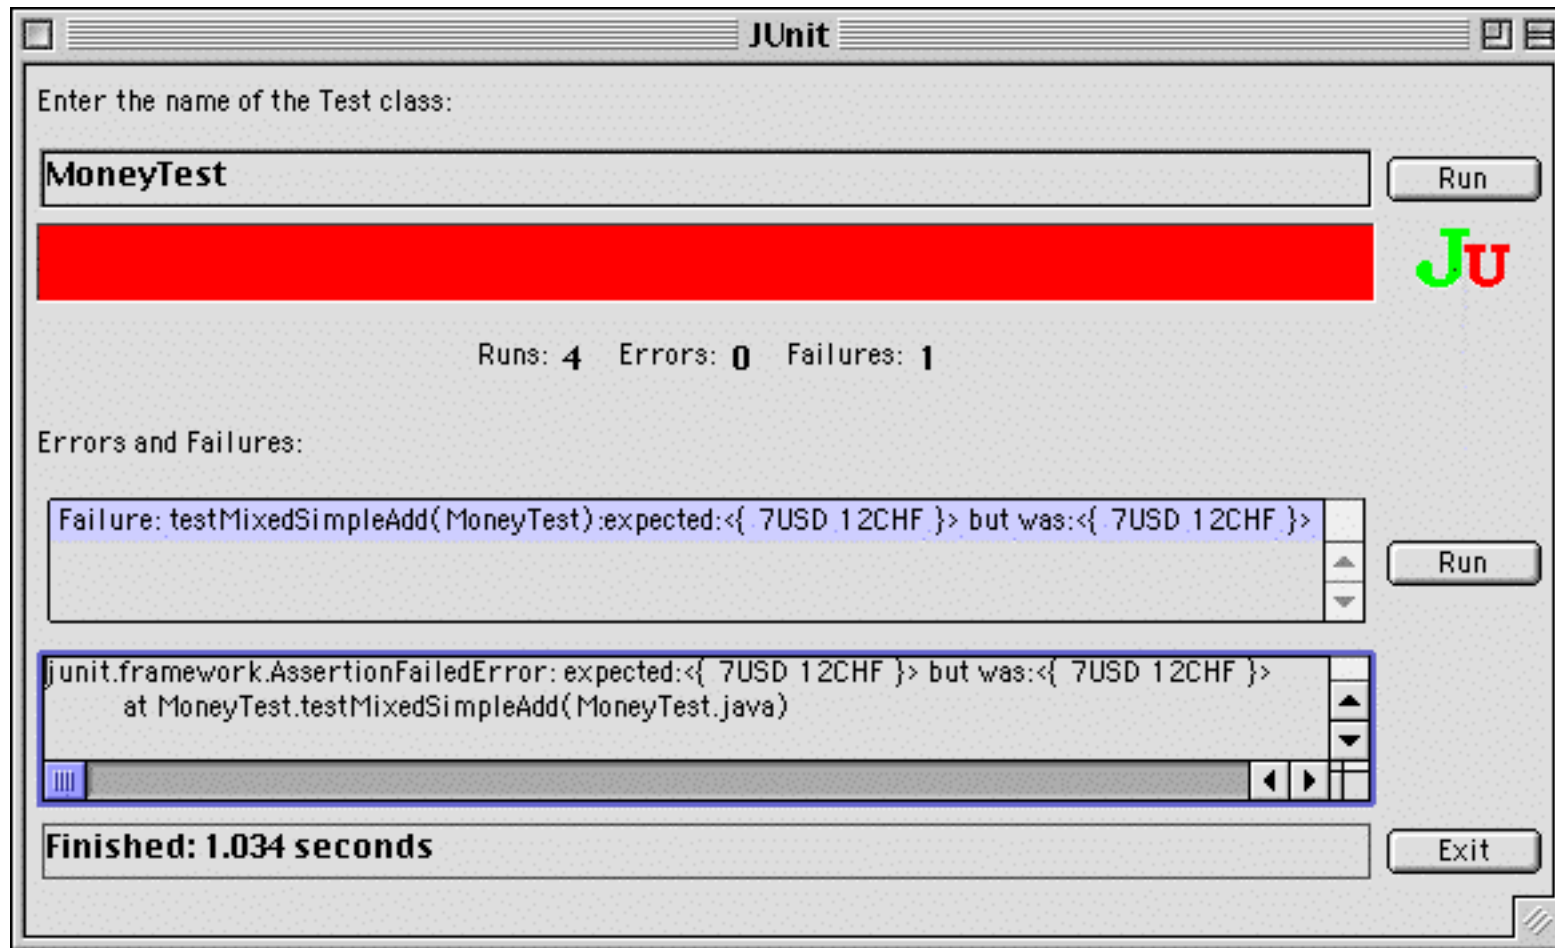 JUnit
Enter the name of the Test class:
MoneyTest
Run
JU
Runs: 4 Errors: 0 Failures: 1
Errors and Failures:
Failure: testMixedSimpleAdd(MoneyTest):expected:<{ 7USD 12CHF }> but was:<{ 7USD 12CHF }>
Run
junit.framework.AssertionFailedError: expected:<{ 7USD 12CHF }> but was:<{ 7USD 12CHF }>
at MoneyTest.testMixedSimpleAdd(MoneyTest.java)
Finished: 1.034 seconds
Exit